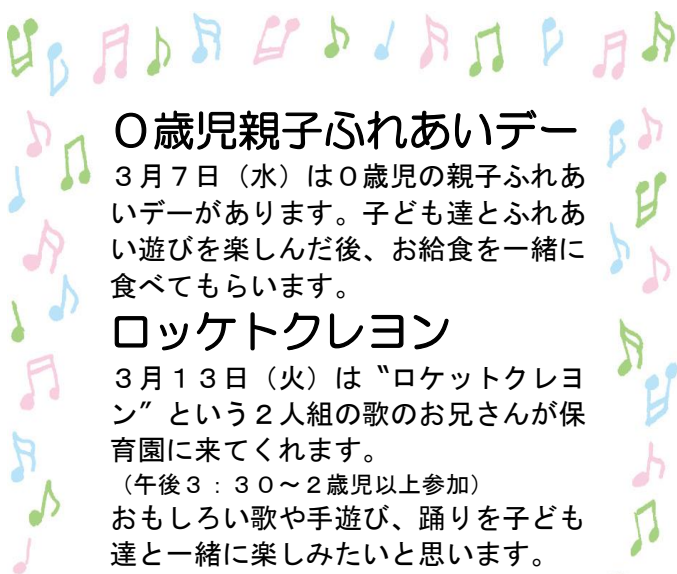 ０歳児親子ふれあいデー
３月７日（水）は０歳児の親子ふれあ
いデーがあります。子ども達とふれあ
い遊びを楽しんだ後、お給食を一緒に
食べてもらいます。
ロッケトクレヨン
３月１３日（火）は〝ロケットクレヨ
ン″という２人組の歌のお兄さんが保
育園に来てくれます。
（午後３：３０～２歳児以上参加）
おもしろい歌や手遊び、踊りを子ども
達と一緒に楽しみたいと思います。